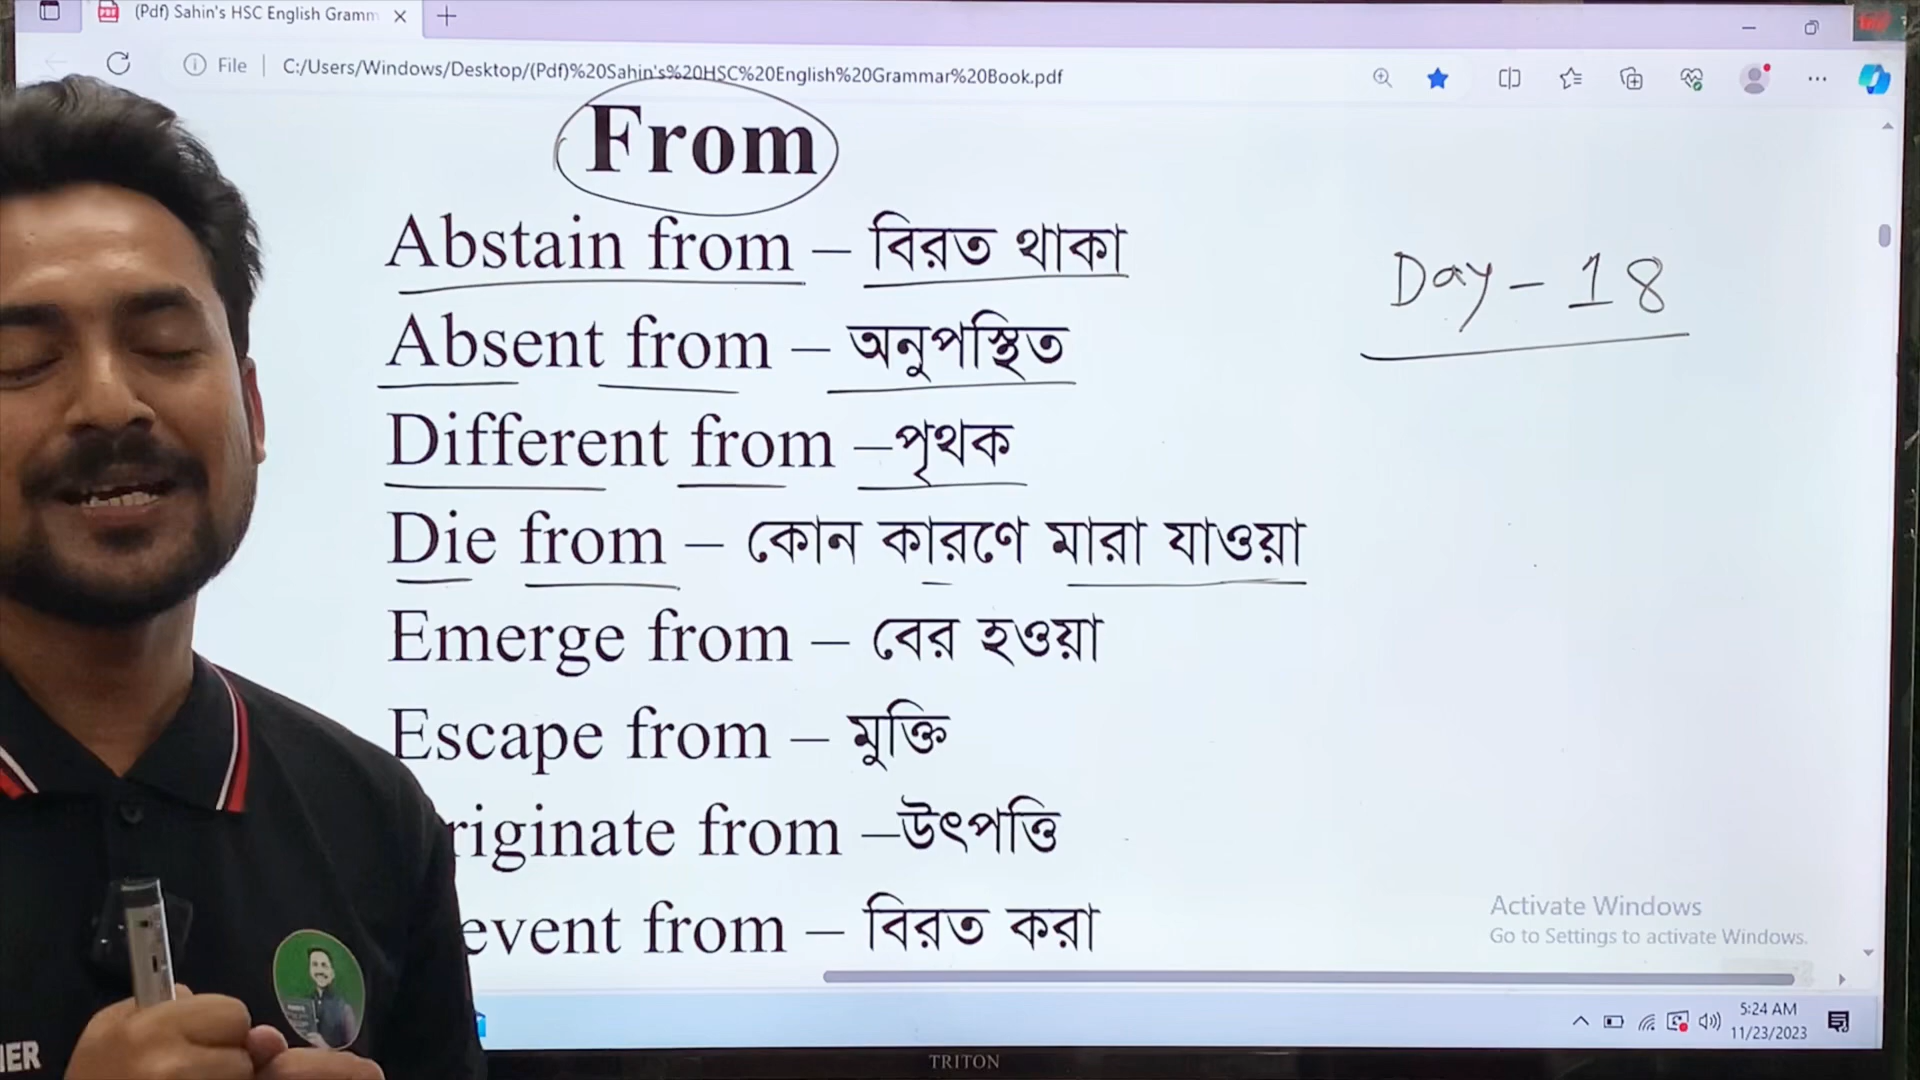 (Pdf) Sahin's HSC English Gramm
File | C:/Users/Windows/Desktop/(Pdf)%20Sahin's%20HSC%20English%20Grammar%20Book.pdf
From
Abstain from – বিরত থাকা
Day - 18
Absent from – অনুপস্থিত
Different from –পৃথক
Die from – কোন কারণে মারা যাওয়া
Emerge from – বের হওয়া
Escape from – মুক্তি
riginate from –উৎপত্তি
event from – বিরত করা
Activate Windows
Go to Settings to activate Windows.
5:24 AM
11/23/2023
TRITON